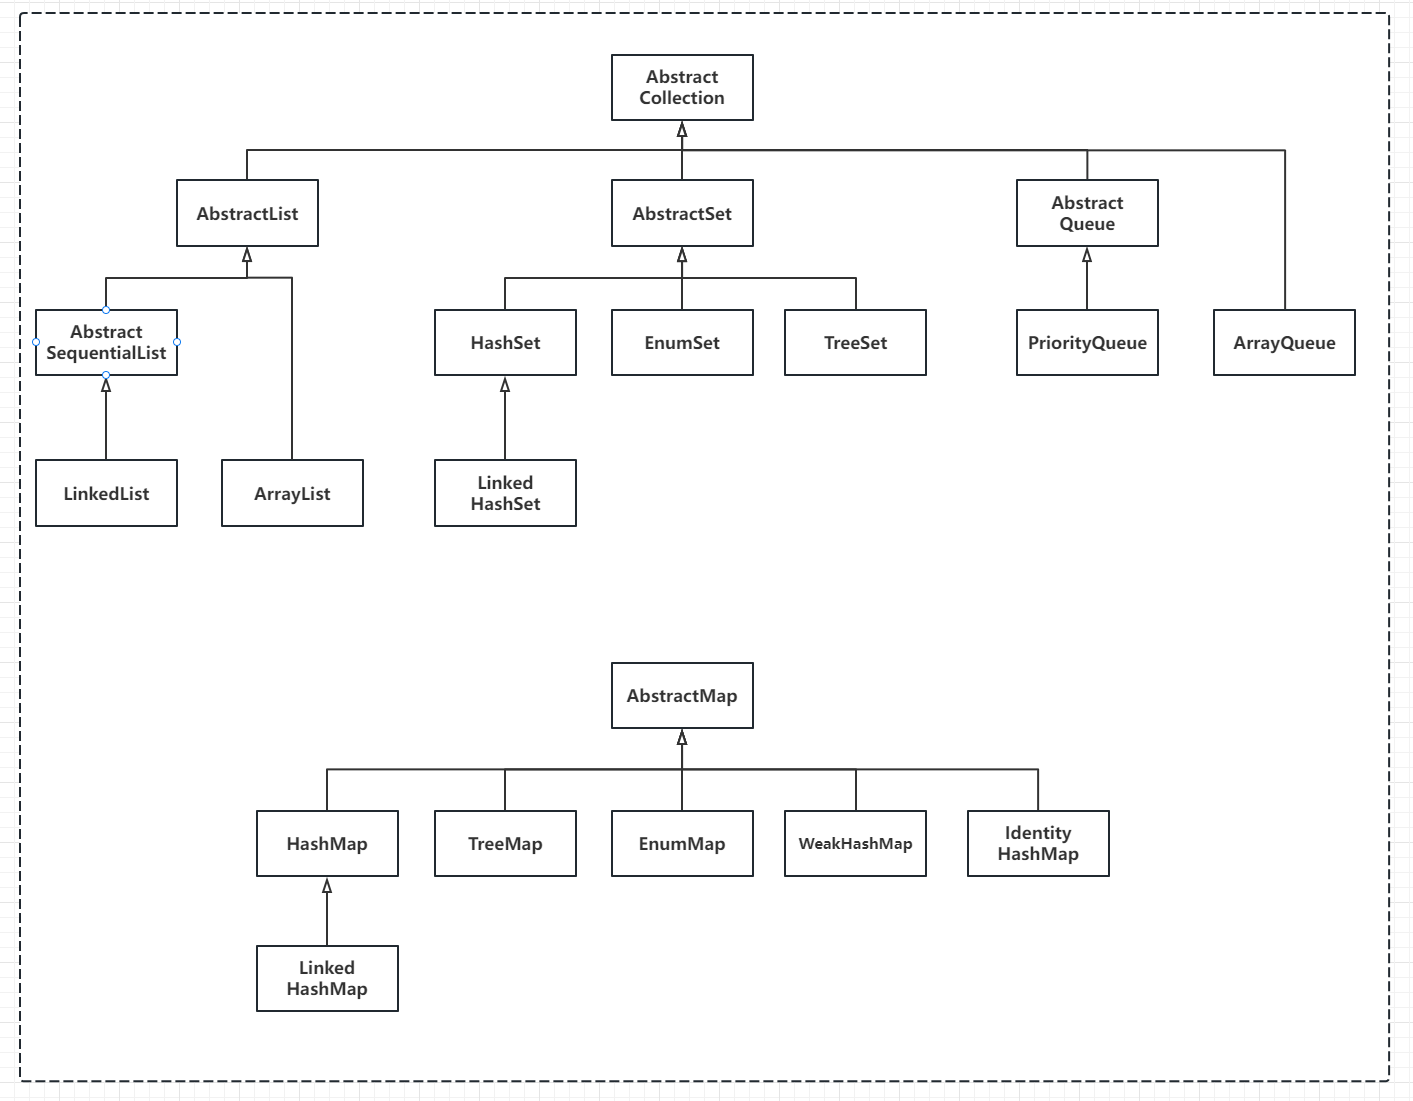 Abstract
Collection
AbstractList
AbstractSet
Abstract
Queue
Abstract
SequentialList
HashSet
EnumSet
TreeSet
PriorityQueue
ArrayQueue
LinkedList
ArrayList
Linked
HashSet
AbstractMap
HashMap
TreeMap
EnumMap
WeakHashMap
Identity
HashMap
Linked
HashMap